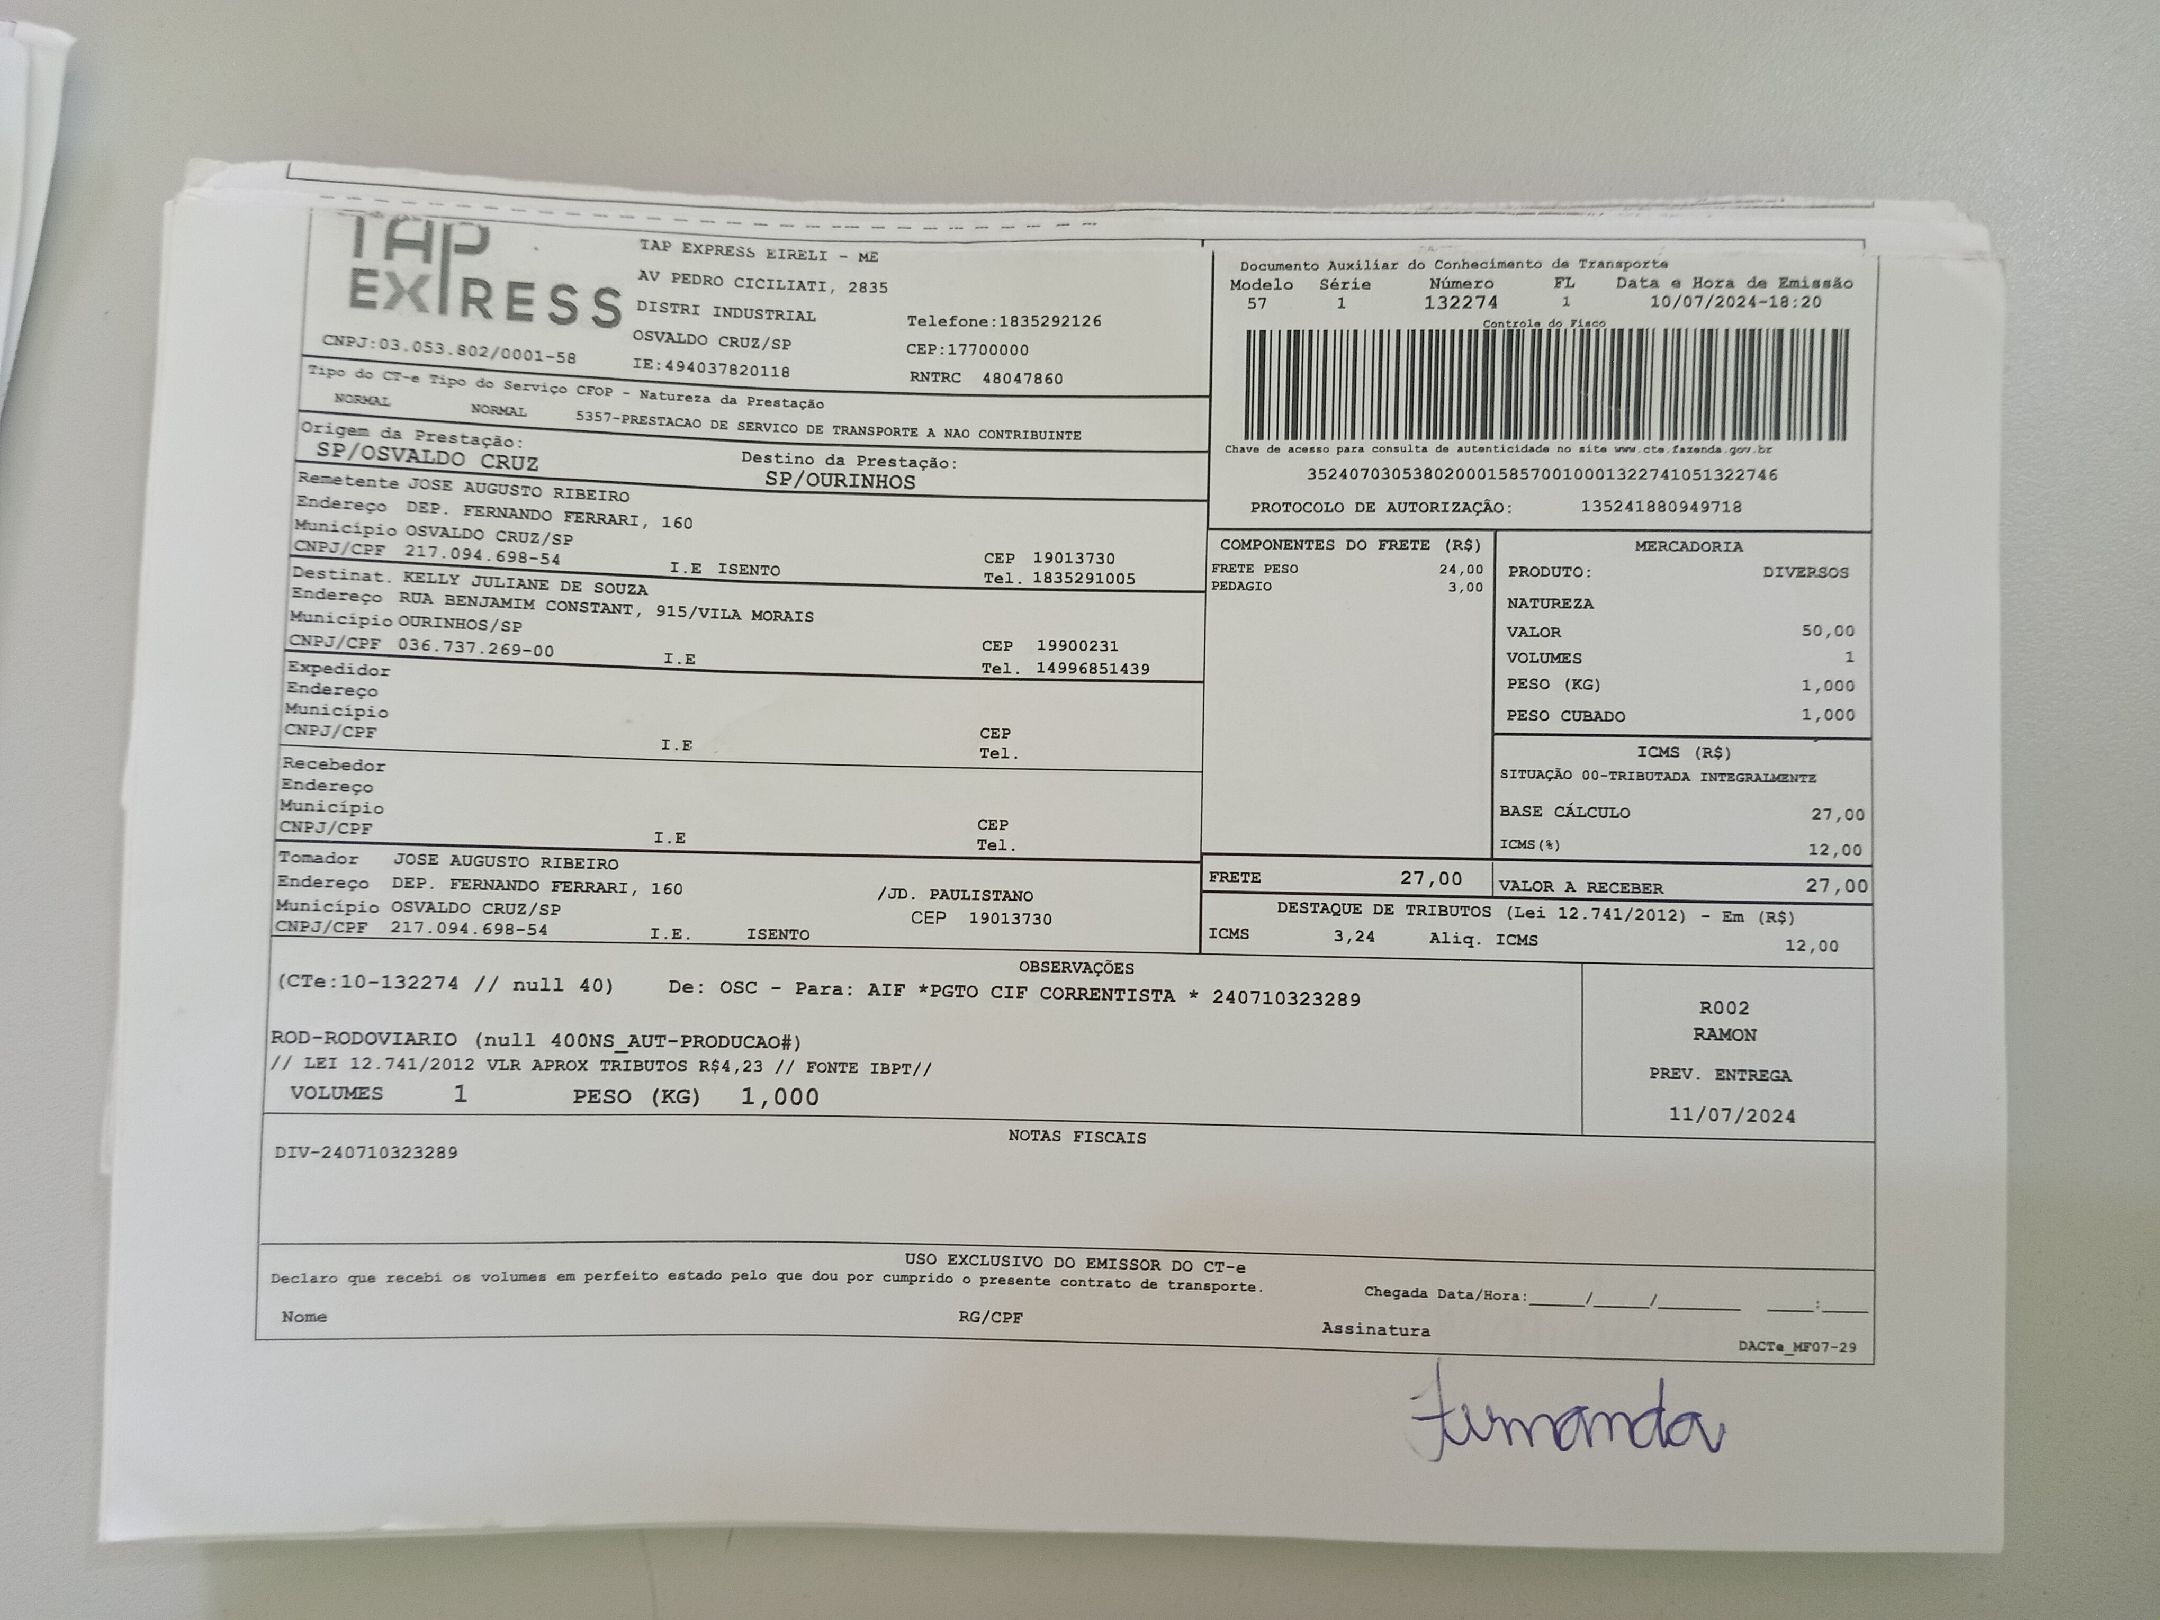 TAP EXPRESS
TAP EXPRESS EIRELI - ME
AV PEDRO CICILIATI, 2835
DISTRI INDUSTRIAL
OSVALDO CRUZ/SP
IE:494037820118
Telefone:1835292126
CEP:17700000
RNTRC 48047860
CNPJ:03.053.802/0001-58
Tipo do CT-e Tipo do Serviço CFOP - Natureza da Prestação
NORMAL NORMAL 5357-PRESTACAO DE SERVICO DE TRANSPORTE A NAO CONTRIBUINTE
Origem da Prestação:
SP/OSVALDO CRUZ
Destino da Prestação:
SP/OURINHOS
Remetente JOSE AUGUSTO RIBEIRO
Endereço DEP. FERNANDO FERRARI, 160
Município OSVALDO CRUZ/SP CEP 19013730
CNPJ/CPF 217.094.698-54 I.E ISENTO Tel. 1835291005
Destinat. KELLY JULIANE DE SOUZA
Endereço RUA BENJAMIM CONSTANT, 915/VILA MORAIS
Município OURINHOS/SP CEP 19900231
CNPJ/CPF 036.737.269-00 I.E Tel. 14996851439
Expedidor
Endereço
Município CEP
CNPJ/CPF I.E Tel.
Recebedor
Endereço
Município CEP
CNPJ/CPF I.E Tel.
Tomador JOSE AUGUSTO RIBEIRO
Endereço DEP. FERNANDO FERRARI, 160 /JD. PAULISTANO
Município OSVALDO CRUZ/SP CEP 19013730
CNPJ/CPF 217.094.698-54 I.E. ISENTO
Documento Auxiliar do Conhecimento de Transporte
Modelo Série Número FL Data e Hora de Emissão
57 1 132274 1 10/07/2024-18:20
Controle do Fisco
Chave de acesso para consulta de autenticidade no site www.cte.fazenda.gov.br
35240703053802000158570010001322741051322746
PROTOCOLO DE AUTORIZAÇÃO: 135241880949718
COMPONENTES DO FRETE (R$)
FRETE PESO 24,00
PEDAGIO 3,00
MERCADORIA
PRODUTO: DIVERSOS
NATUREZA
VALOR 50,00
VOLUMES 1
PESO (KG) 1,000
PESO CUBADO 1,000
ICMS (R$)
SITUAÇÃO 00-TRIBUTADA INTEGRALMENTE
BASE CÁLCULO 27,00
ICMS(%) 12,00
FRETE 27,00 VALOR A RECEBER 27,00
DESTAQUE DE TRIBUTOS (Lei 12.741/2012) - Em (R$)
ICMS 3,24 Aliq. ICMS 12,00
OBSERVAÇÕES
(CTe:10-132274 // null 40) De: OSC - Para: AIF *PGTO CIF CORRENTISTA * 240710323289
ROD-RODOVIARIO (null 400NS_AUT-PRODUCAO#)
// LEI 12.741/2012 VLR APROX TRIBUTOS R$4,23 // FONTE IBPT//
VOLUMES 1 PESO (KG) 1,000
R002
RAMON
PREV. ENTREGA
11/07/2024
NOTAS FISCAIS
DIV-240710323289
USO EXCLUSIVO DO EMISSOR DO CT-e
Declaro que recebi os volumes em perfeito estado pelo que dou por cumprido o presente contrato de transporte.
Chegada Data/Hora:____/____/______ ___:___
Nome RG/CPF Assinatura
DACTe_MF07-29
Fernanda